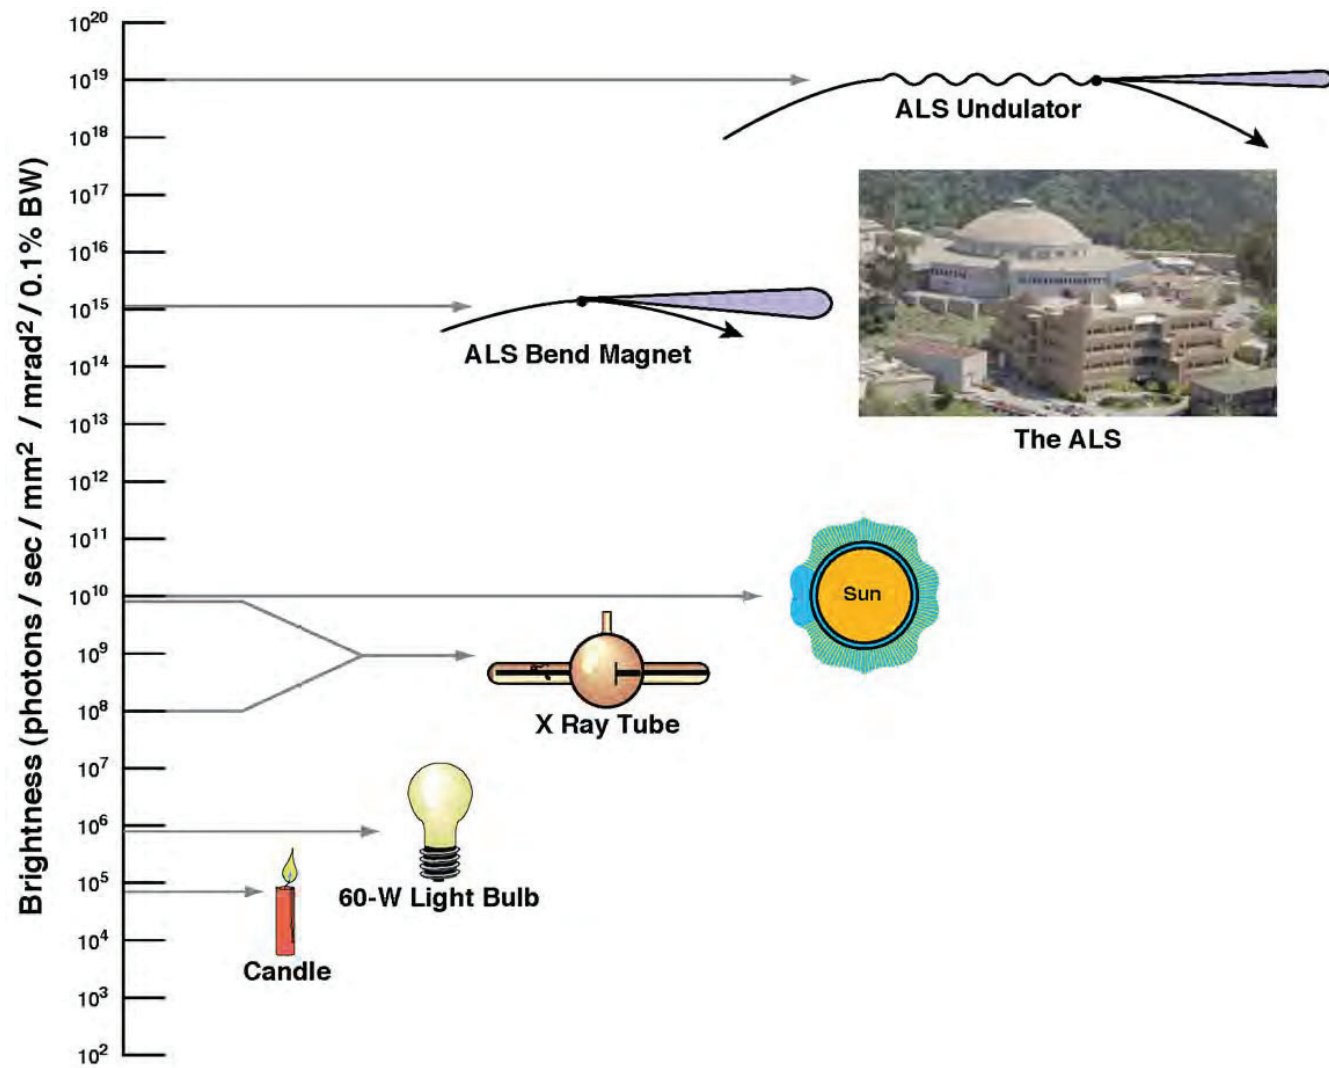 Brightness (photons / sec / mm² / mrad² / 0.1% BW)
10²⁰
10¹⁹
10¹⁸
10¹⁷
10¹⁶
10¹⁵
10¹⁴
10¹³
10¹²
10¹¹
10¹⁰
10⁹
10⁸
10⁷
10⁶
10⁵
10⁴
10³
10²
ALS Undulator
ALS Bend Magnet
The ALS
Sun
X Ray Tube
60-W Light Bulb
Candle